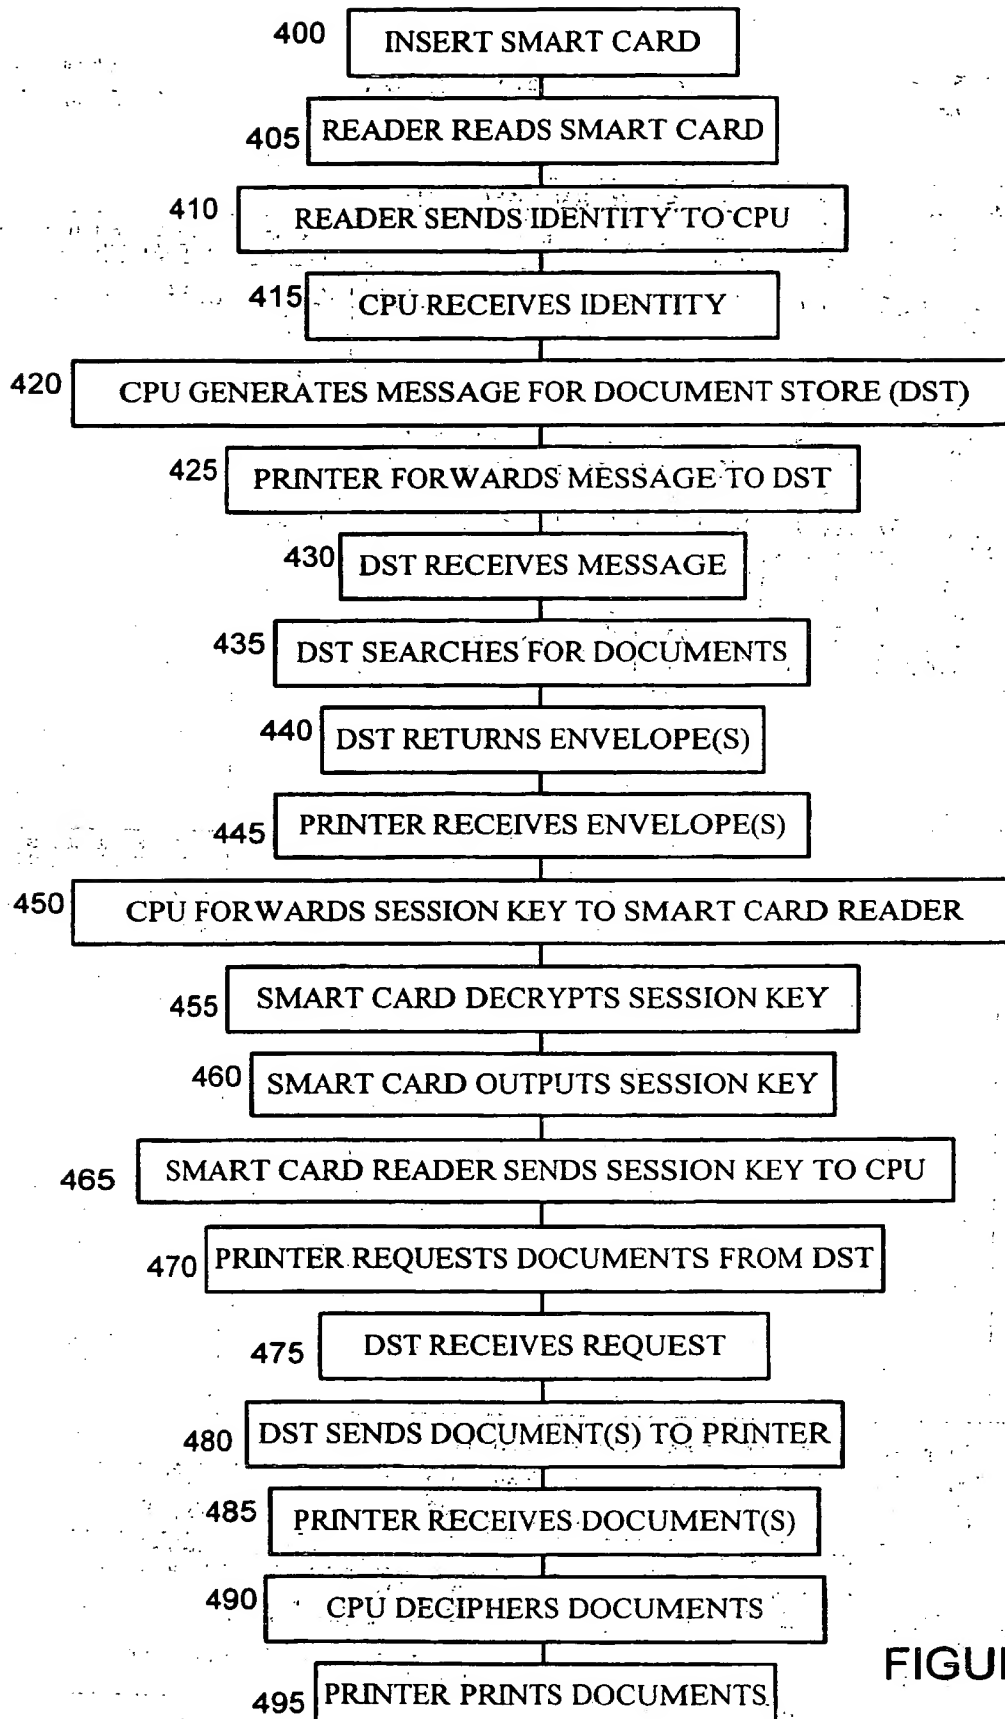 400 INSERT SMART CARD
405 READER READS SMART CARD
410 READER SENDS IDENTITY TO CPU
415 CPU RECEIVES IDENTITY
420 CPU GENERATES MESSAGE FOR DOCUMENT STORE (DST)
425 PRINTER FORWARDS MESSAGE TO DST
430 DST RECEIVES MESSAGE
435 DST SEARCHES FOR DOCUMENTS
440 DST RETURNS ENVELOPE(S)
445 PRINTER RECEIVES ENVELOPE(S)
450 CPU FORWARDS SESSION KEY TO SMART CARD READER
455 SMART CARD DECRYPTS SESSION KEY
460 SMART CARD OUTPUTS SESSION KEY
465 SMART CARD READER SENDS SESSION KEY TO CPU
470 PRINTER REQUESTS DOCUMENTS FROM DST
475 DST RECEIVES REQUEST
480 DST SENDS DOCUMENT(S) TO PRINTER
485 PRINTER RECEIVES DOCUMENT(S)
490 CPU DECIPHERS DOCUMENTS
495 PRINTER PRINTS DOCUMENTS